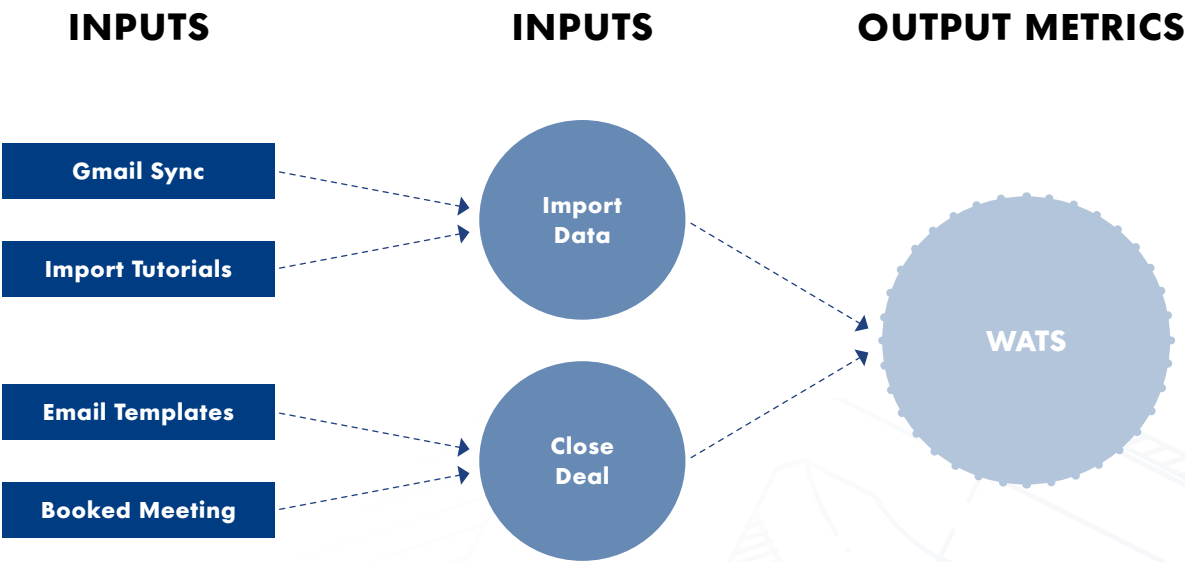 INPUTS
INPUTS
OUTPUT METRICS
Gmail Sync
Import Tutorials
Email Templates
Booked Meeting
Import
Data
Close
Deal
WATS